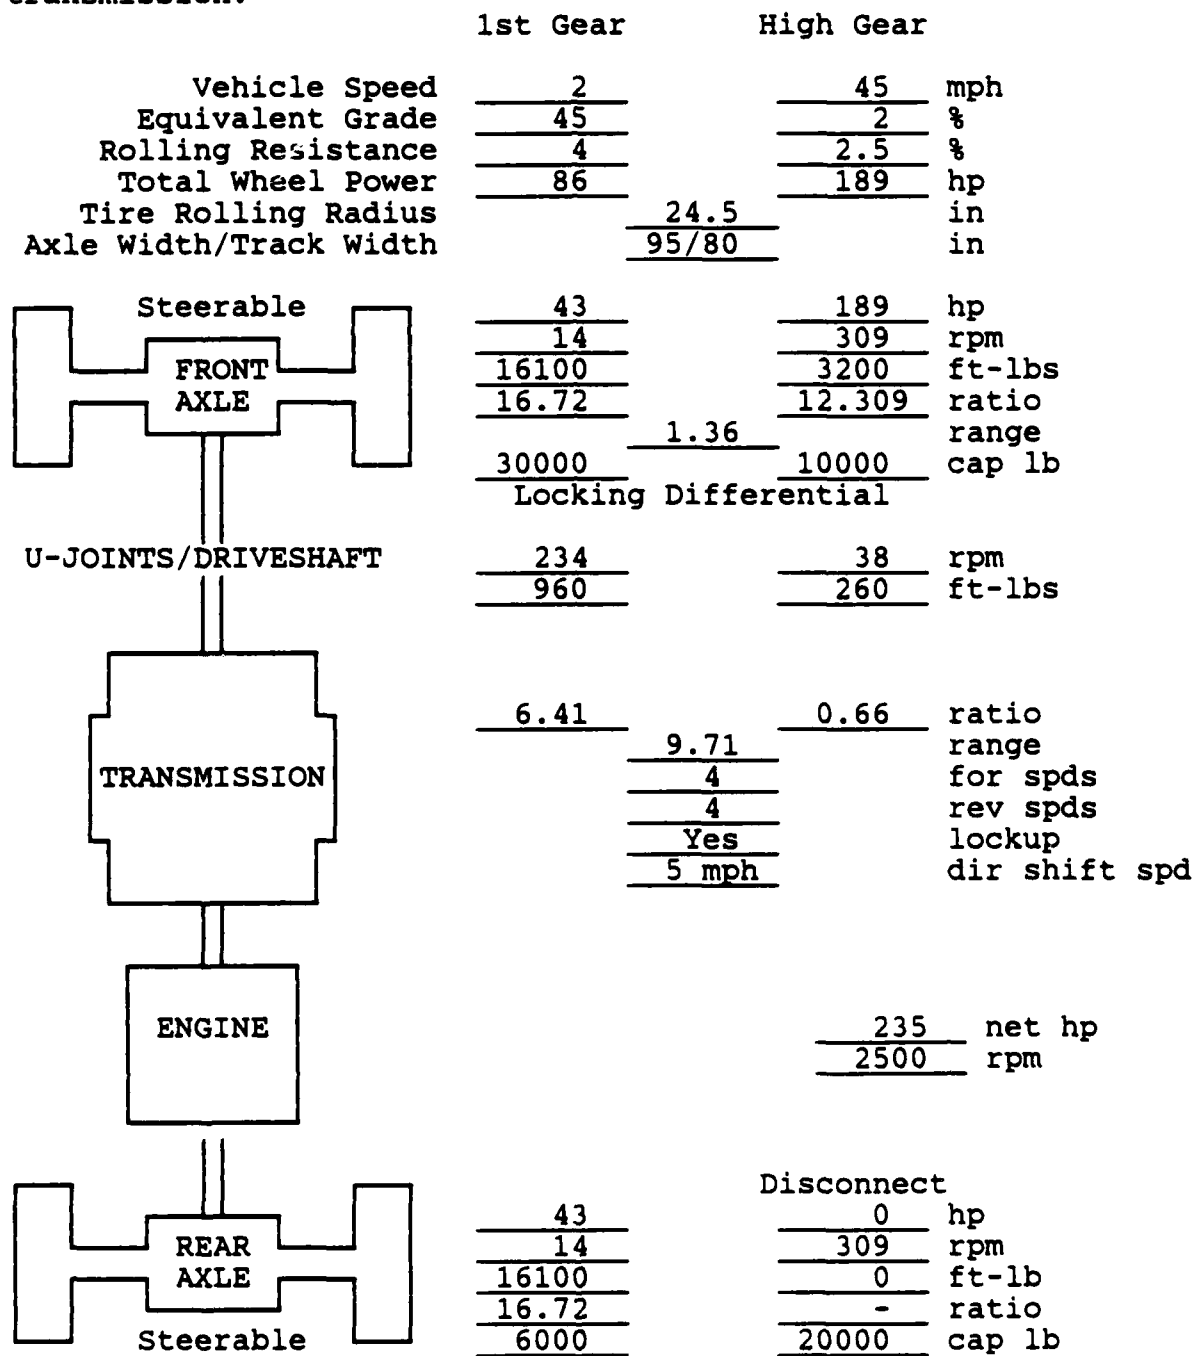 transmission.
1st Gear High Gear
Vehicle Speed 2 45 mph
Equivalent Grade 45 2 %
Rolling Resistance 4 2.5 %
Total Wheel Power 86 189 hp
Tire Rolling Radius 24.5 in
Axle Width/Track Width 95/80 in
Steerable 43 189 hp
14 309 rpm
FRONT 16100 3200 ft-lbs
AXLE 16.72 12.309 ratio
1.36 range
30000 10000 cap lb
Locking Differential
U-JOINTS/DRIVESHAFT 234 38 rpm
960 260 ft-lbs
6.41 0.66 ratio
9.71 range
TRANSMISSION 4 for spds
4 rev spds
Yes lockup
5 mph dir shift spd
ENGINE 235 net hp
2500 rpm
Disconnect
43 0 hp
REAR 14 309 rpm
AXLE 16100 0 ft-lb
16.72 - ratio
Steerable 6000 20000 cap lb